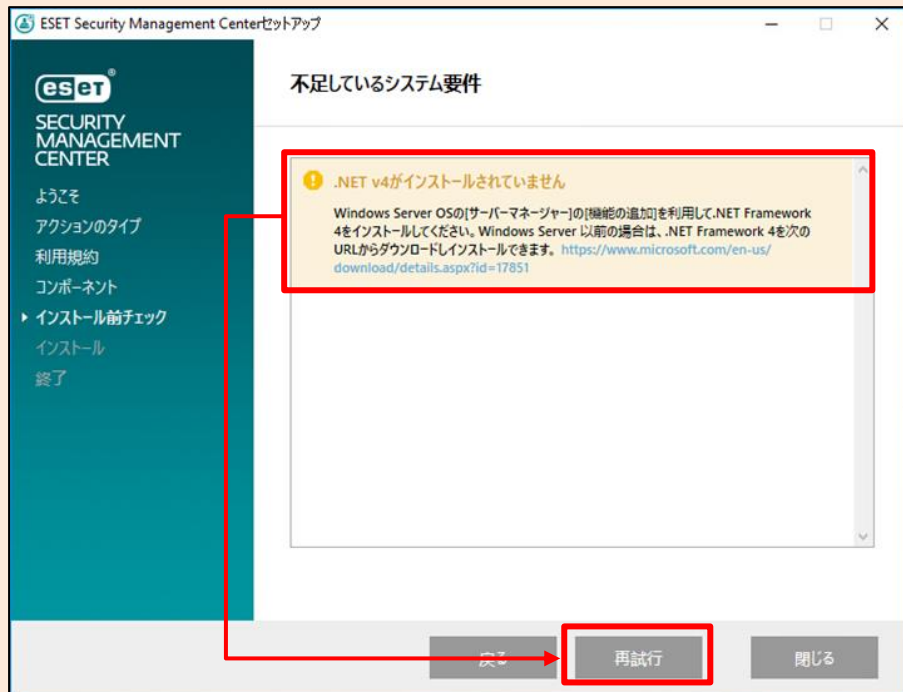 ESET Security Management Centerセットアップ
eseT®
SECURITY
MANAGEMENT
CENTER
ようこそ
アクションのタイプ
利用規約
コンポーネント
インストール前チェック
インストール
終了
不足しているシステム要件
.NET v4がインストールされていません
Windows Server OSの[サーバーマネージャー]の[機能の追加]を利用して.NET Framework
4をインストールしてください。Windows Server 以前の場合は、.NET Framework 4を次の
URLからダウンロードしインストールできます。 https://www.microsoft.com/en-us/
download/details.aspx?id=17851
戻る
再試行
閉じる